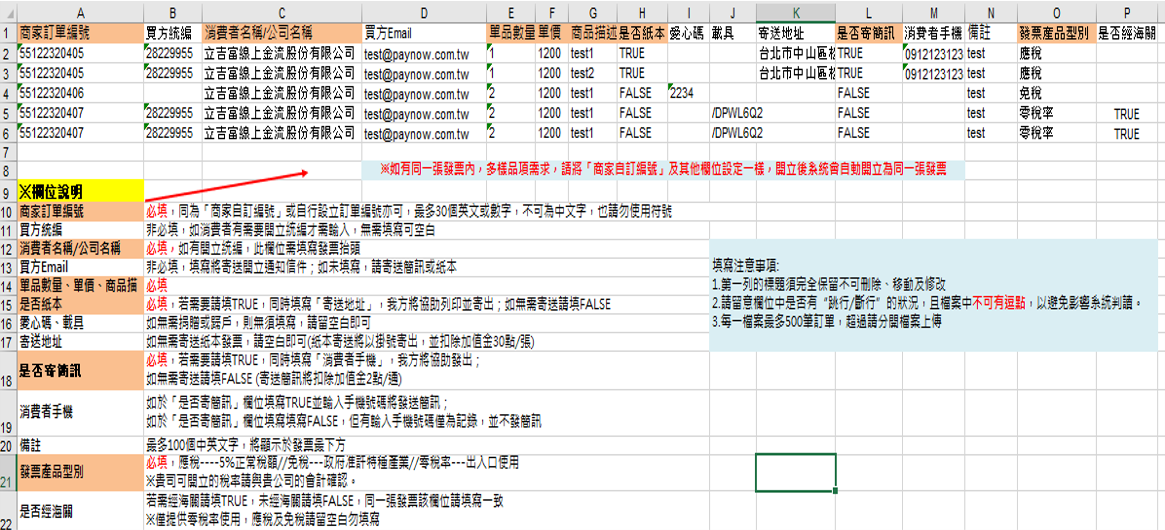 A B C D E F G H I J K L M N O P
1 商家訂單編號 買方統編 消費者名稱/公司名稱 買方Email 單品數量 單價 商品描述 是否紙本 愛心碼 載具 寄送地址 是否寄簡訊 消費者手機 備註 發票產品型別 是否經海關
2 55122320405 28229955 立吉富線上金流股份有限公司 test@paynow.com.tw 1 1200 test1 TRUE 台北市中山區 TRUE 0912123123 test 應稅
3 55122320405 28229955 立吉富線上金流股份有限公司 test@paynow.com.tw 1 1200 test2 TRUE 台北市中山區 TRUE 0912123123 test 應稅
4 55122320406 立吉富線上金流股份有限公司 test@paynow.com.tw 2 1200 test1 FALSE 2234 FALSE test 免稅
5 55122320407 28229955 立吉富線上金流股份有限公司 test@paynow.com.tw 2 1200 test1 FALSE /DPWL6Q2 FALSE test 零稅率 TRUE
6 55122320407 28229955 立吉富線上金流股份有限公司 test@paynow.com.tw 2 1200 test1 FALSE /DPWL6Q2 FALSE test 零稅率 TRUE
7
8 ※如有同一張發票內，多樣品項需求，請將「商家自訂編號」及其他欄位設定一樣，開立後系統會自動開立為同一張發票
9 ※欄位說明
10 商家訂單編號 必填，同為「商家自訂編號」或自行設立訂單編號亦可，最多30個英文或數字，不可為中文字，也請勿使用符號
11 買方統編 非必填，如消費者有需要開立統編才需輸入，無需填寫可空白
12 消費者名稱/公司名稱 必填，如有開立統編，此欄位需填寫發票抬頭
13 買方Email 非必填，填寫將寄送開立通知信件；如未填寫，請寄送簡訊或紙本
14 單品數量、單價、商品描 必填
15 是否紙本 必填，若需要請填TRUE，同時填寫「寄送地址」，我方將協助列印並寄出；如無需寄送請填FALSE
16 愛心碼、載具 如無需捐贈或歸戶，則無須填寫，請留空白即可
17 寄送地址 如無需寄送紙本發票，請空白即可(紙本寄送將以掛號寄出，並扣除加值金30點/張)
填寫注意事項:
1.第一列的標題須完全保留不可刪除、移動及修改
2.請留意欄位中是否有“跳行/斷行”的狀況，且檔案中不可有逗點，以避免影響系統判讀。
3.每一檔案最多500筆訂單，超過請分開檔案上傳
18 是否寄簡訊 必填，若需要請填TRUE，同時填寫「消費者手機」，我方將協助發出；
如無需寄送請填FALSE (寄送簡訊將扣除加值金2點/通)
19 消費者手機 如於「是否寄簡訊」欄位填寫TRUE並輸入手機號碼將發送簡訊；
如於「是否寄簡訊」欄位填寫填寫FALSE，但有輸入手機號碼僅為記錄，並不發簡訊
20 備註 最多100個中英文字，將顯示於發票最下方
21 發票產品型別 必填，應稅----5%正常稅額//免稅---政府准許特種產業//零稅率---出入口使用
※貴司可開立的稅率請與貴公司的會計確認。
22 是否經海關 若需經海關請填TRUE，未經海關請填FALSE，同一張發票該欄位請填寫一致
※僅提供零稅率使用，應稅及免稅請留空白勿填寫